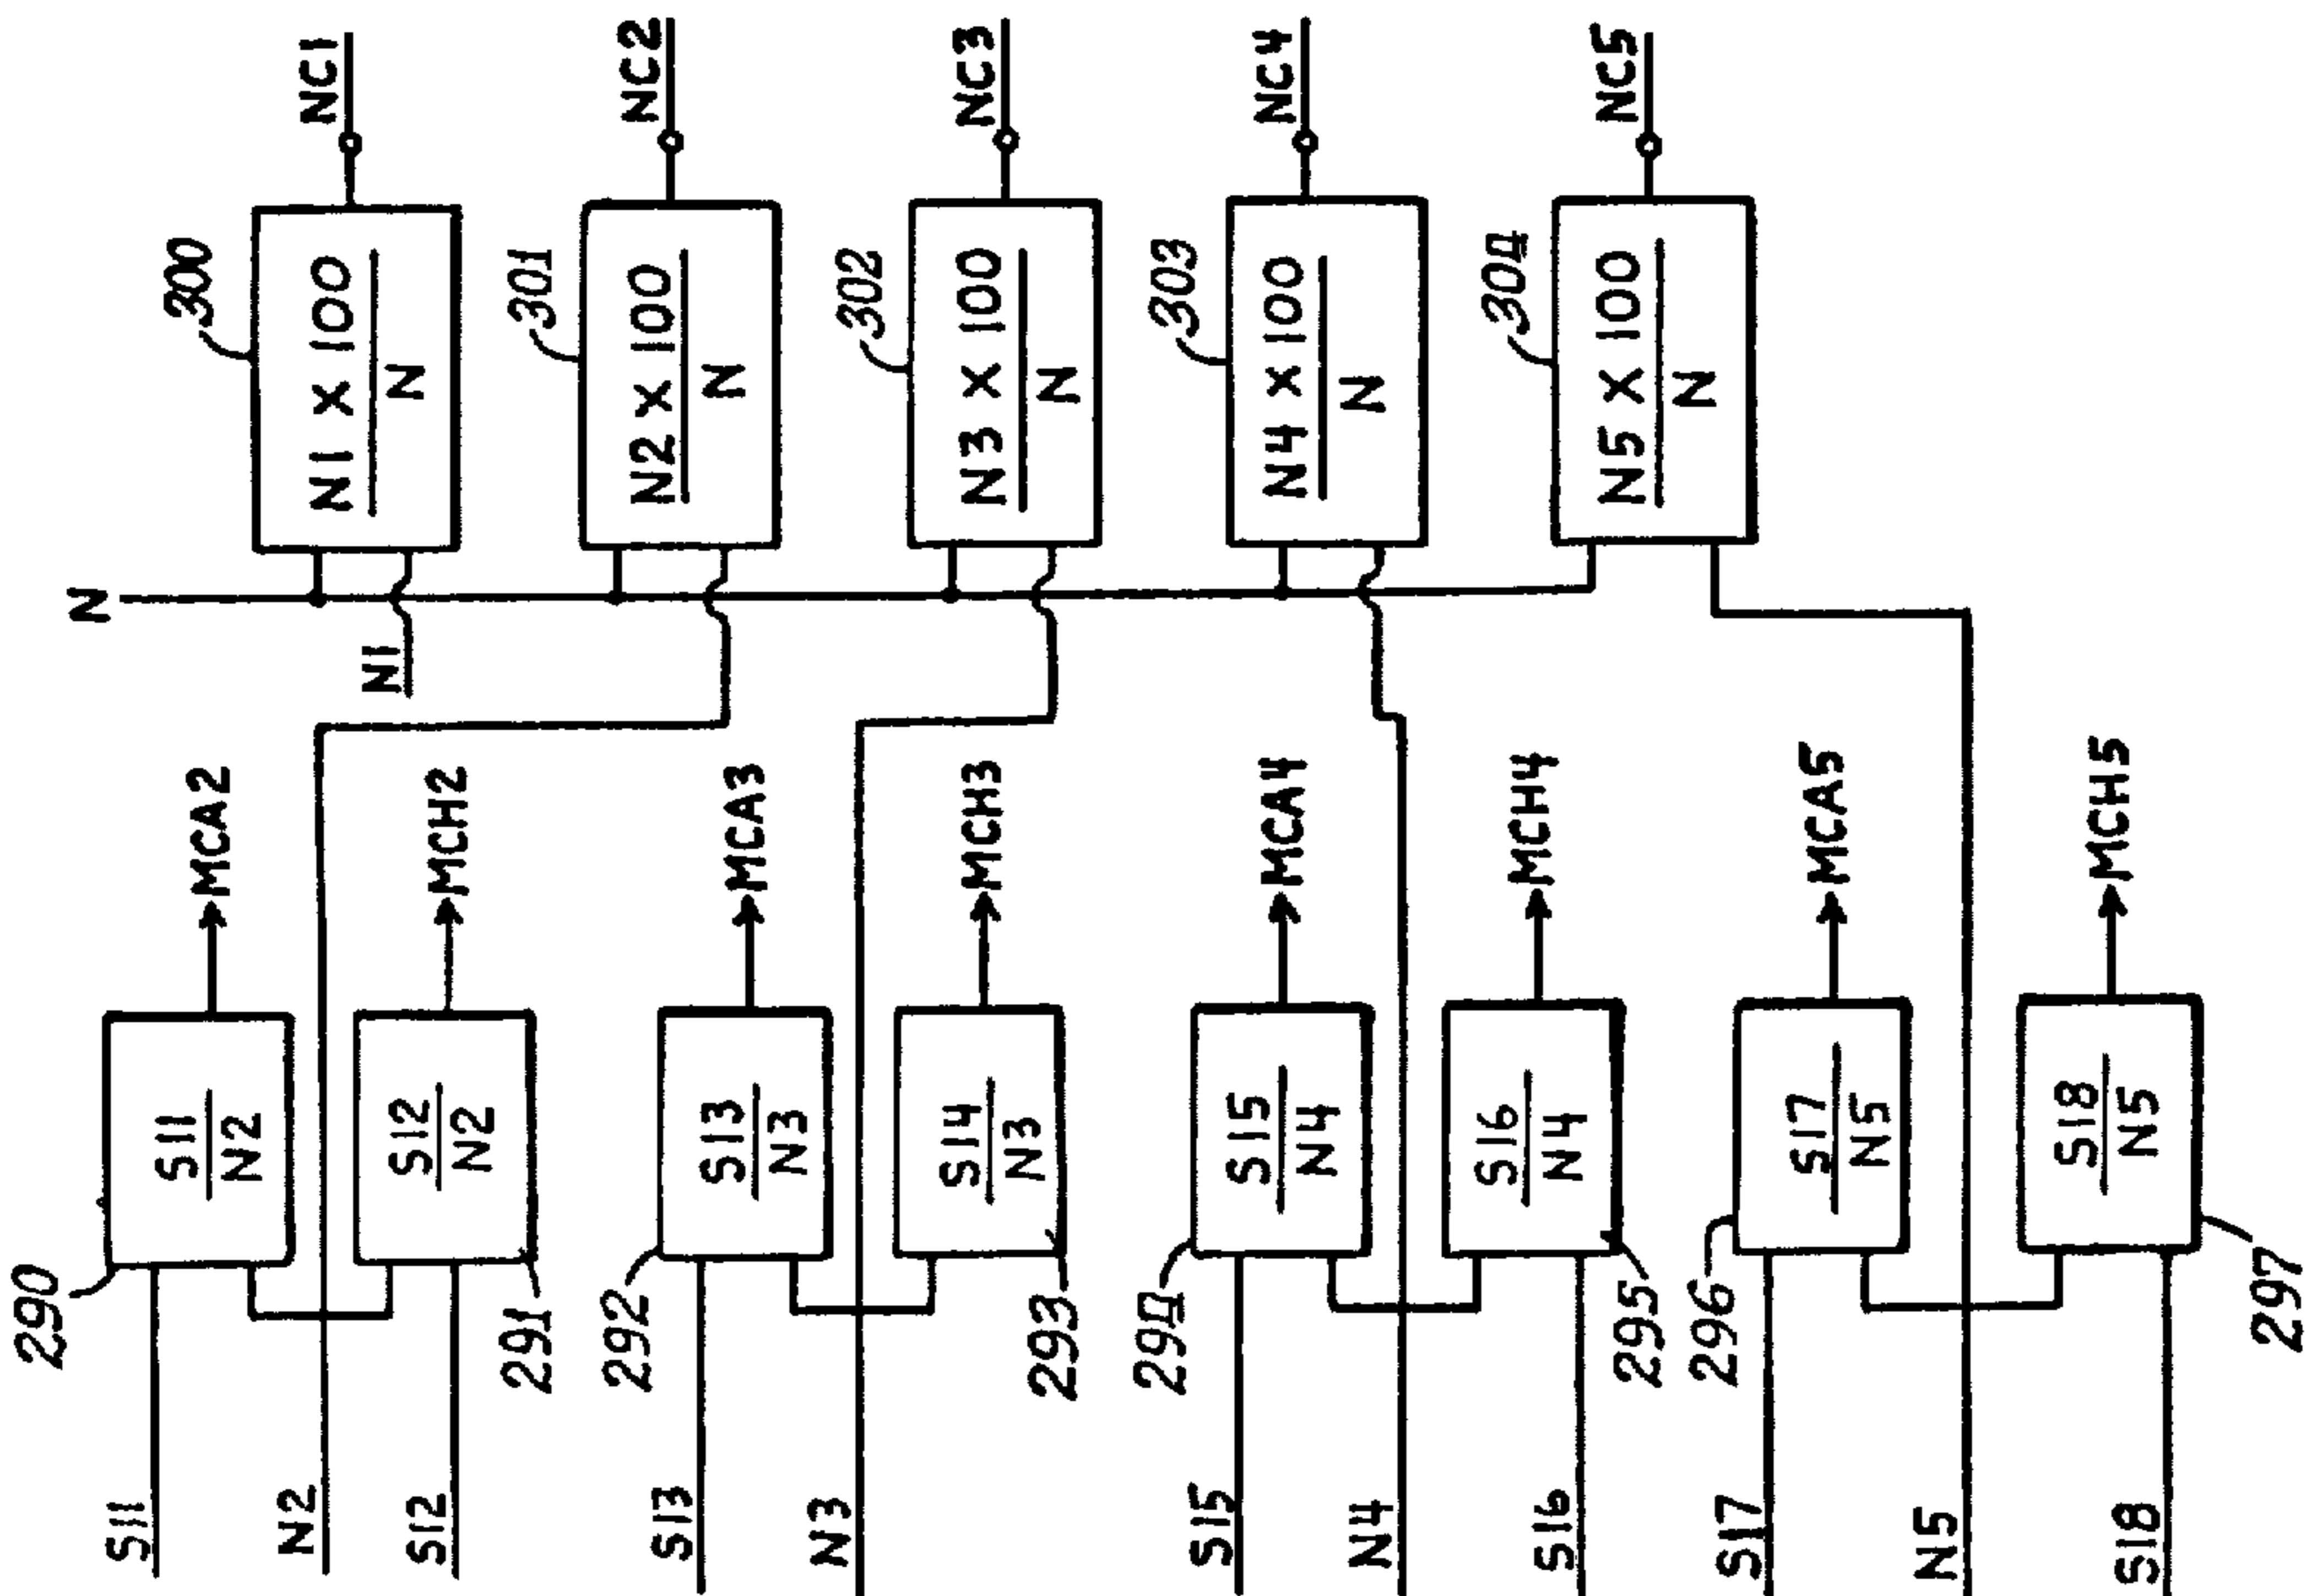 S11
290
S11
N2
MCA2
N2
S12
291
S12
N2
MCH2
S13
292
S13
N3
MCA3
N3
293
S14
N3
MCH3
S15
294
S15
N4
MCA4
N4
S16
295
S16
N4
MCH4
S17
296
S17
N5
MCA5
N5
S18
297
S18
N5
MCH5
N
N1
300
N1 X 100
N
NC1
301
N2 X 100
N
NC2
302
N3 X 100
N
NC3
303
N4 X 100
N
NC4
304
N5 X 100
N
NC5